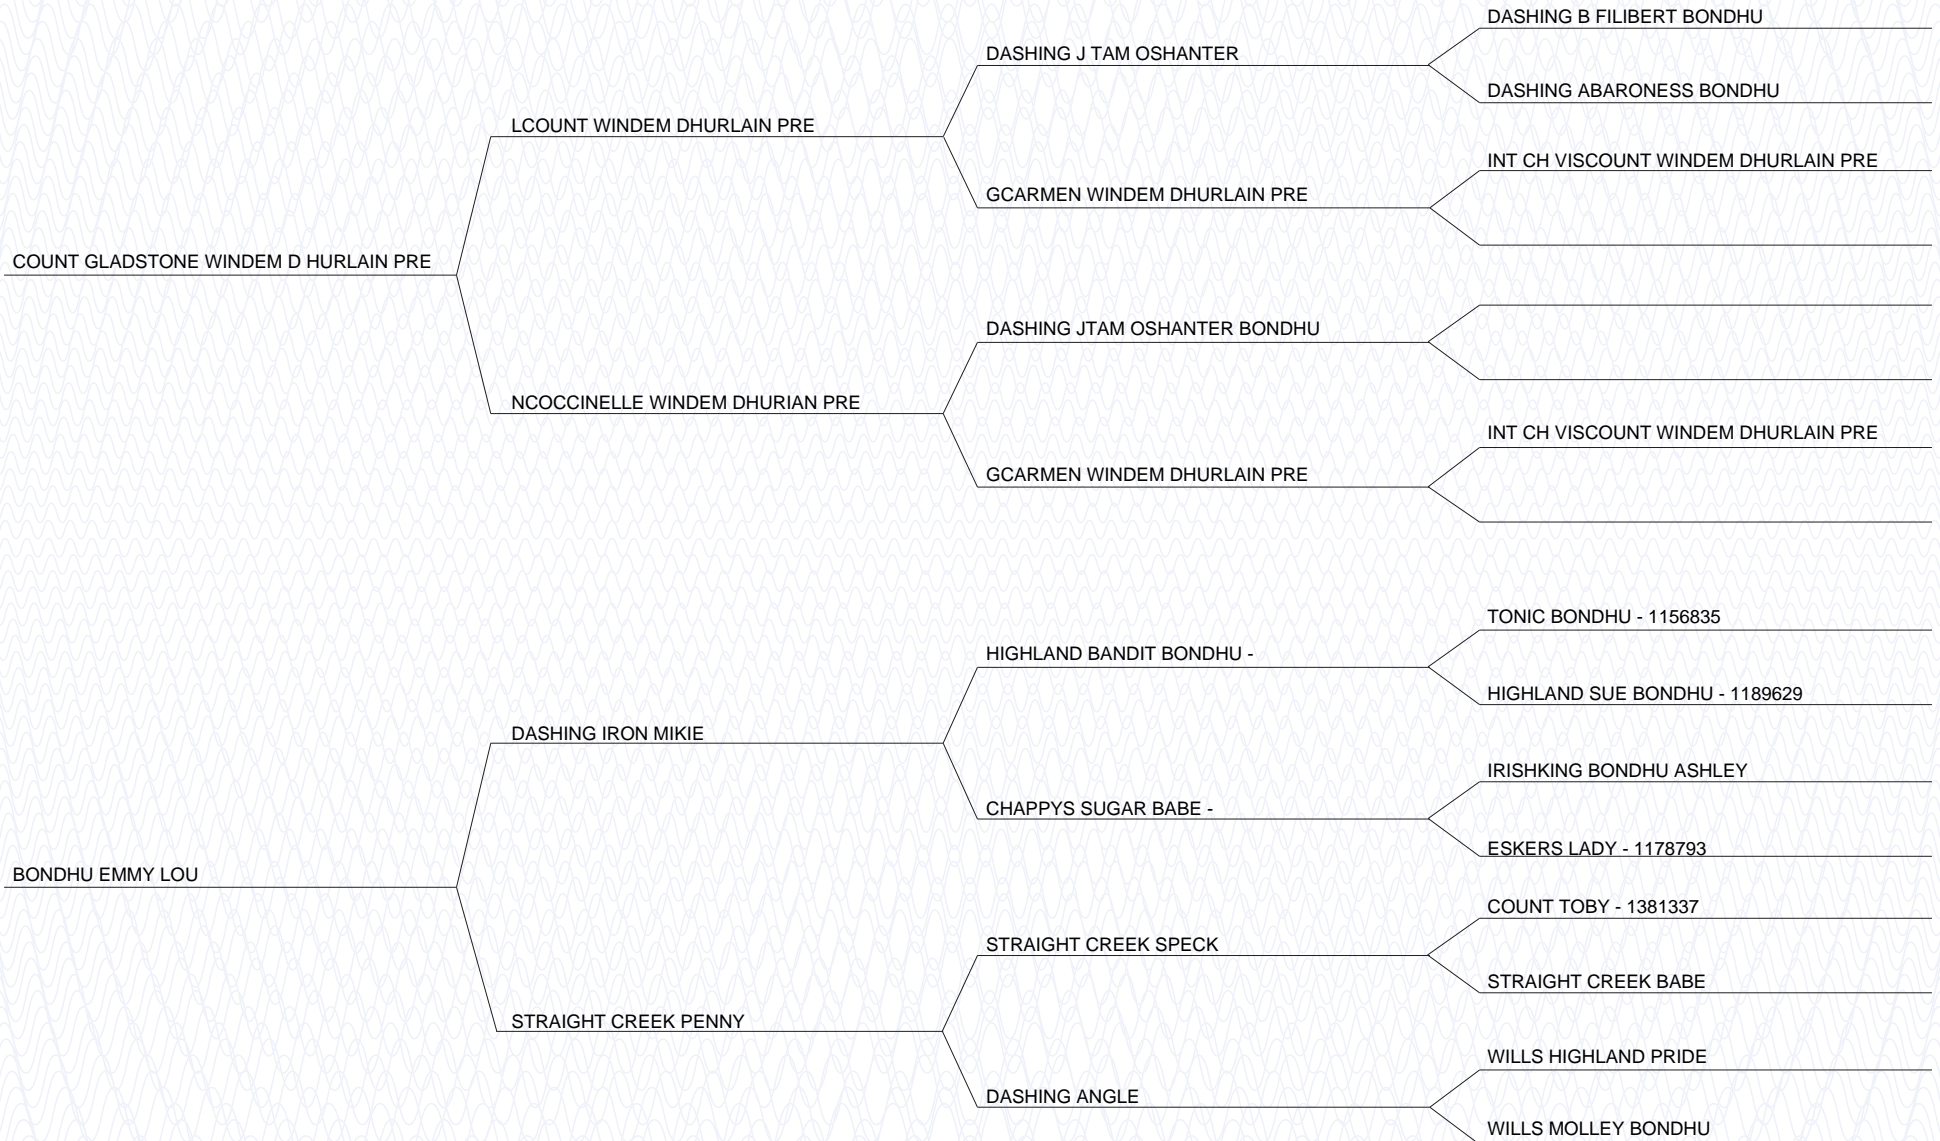 DASHING B FILIBERT BONDHU
DASHING J TAM OSHANTER
DASHING ABARONESS BONDHU
LCOUNT WINDEM DHURLAIN PRE
INT CH VISCOUNT WINDEM DHURLAIN PRE
GCARMEN WINDEM DHURLAIN PRE
COUNT GLADSTONE WINDEM D HURLAIN PRE
DASHING JTAM OSHANTER BONDHU
NCOCCINELLE WINDEM DHURIAN PRE
INT CH VISCOUNT WINDEM DHURLAIN PRE
GCARMEN WINDEM DHURLAIN PRE
TONIC BONDHU - 1156835
HIGHLAND BANDIT BONDHU -
HIGHLAND SUE BONDHU - 1189629
DASHING IRON MIKIE
IRISHKING BONDHU ASHLEY
CHAPPYS SUGAR BABE -
ESKERS LADY - 1178793
BONDHU EMMY LOU
COUNT TOBY - 1381337
STRAIGHT CREEK SPECK
STRAIGHT CREEK BABE
STRAIGHT CREEK PENNY
WILLS HIGHLAND PRIDE
DASHING ANGLE
WILLS MOLLEY BONDHU